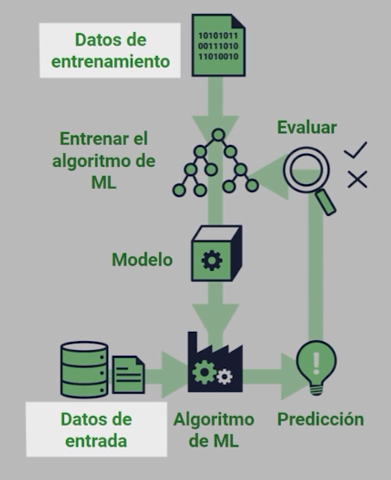 Datos de
entrenamiento
10101011
00111010
11010010
Entrenar el
algoritmo de
ML
Evaluar
Modelo
Datos de
entrada
Algoritmo
de ML
Predicción